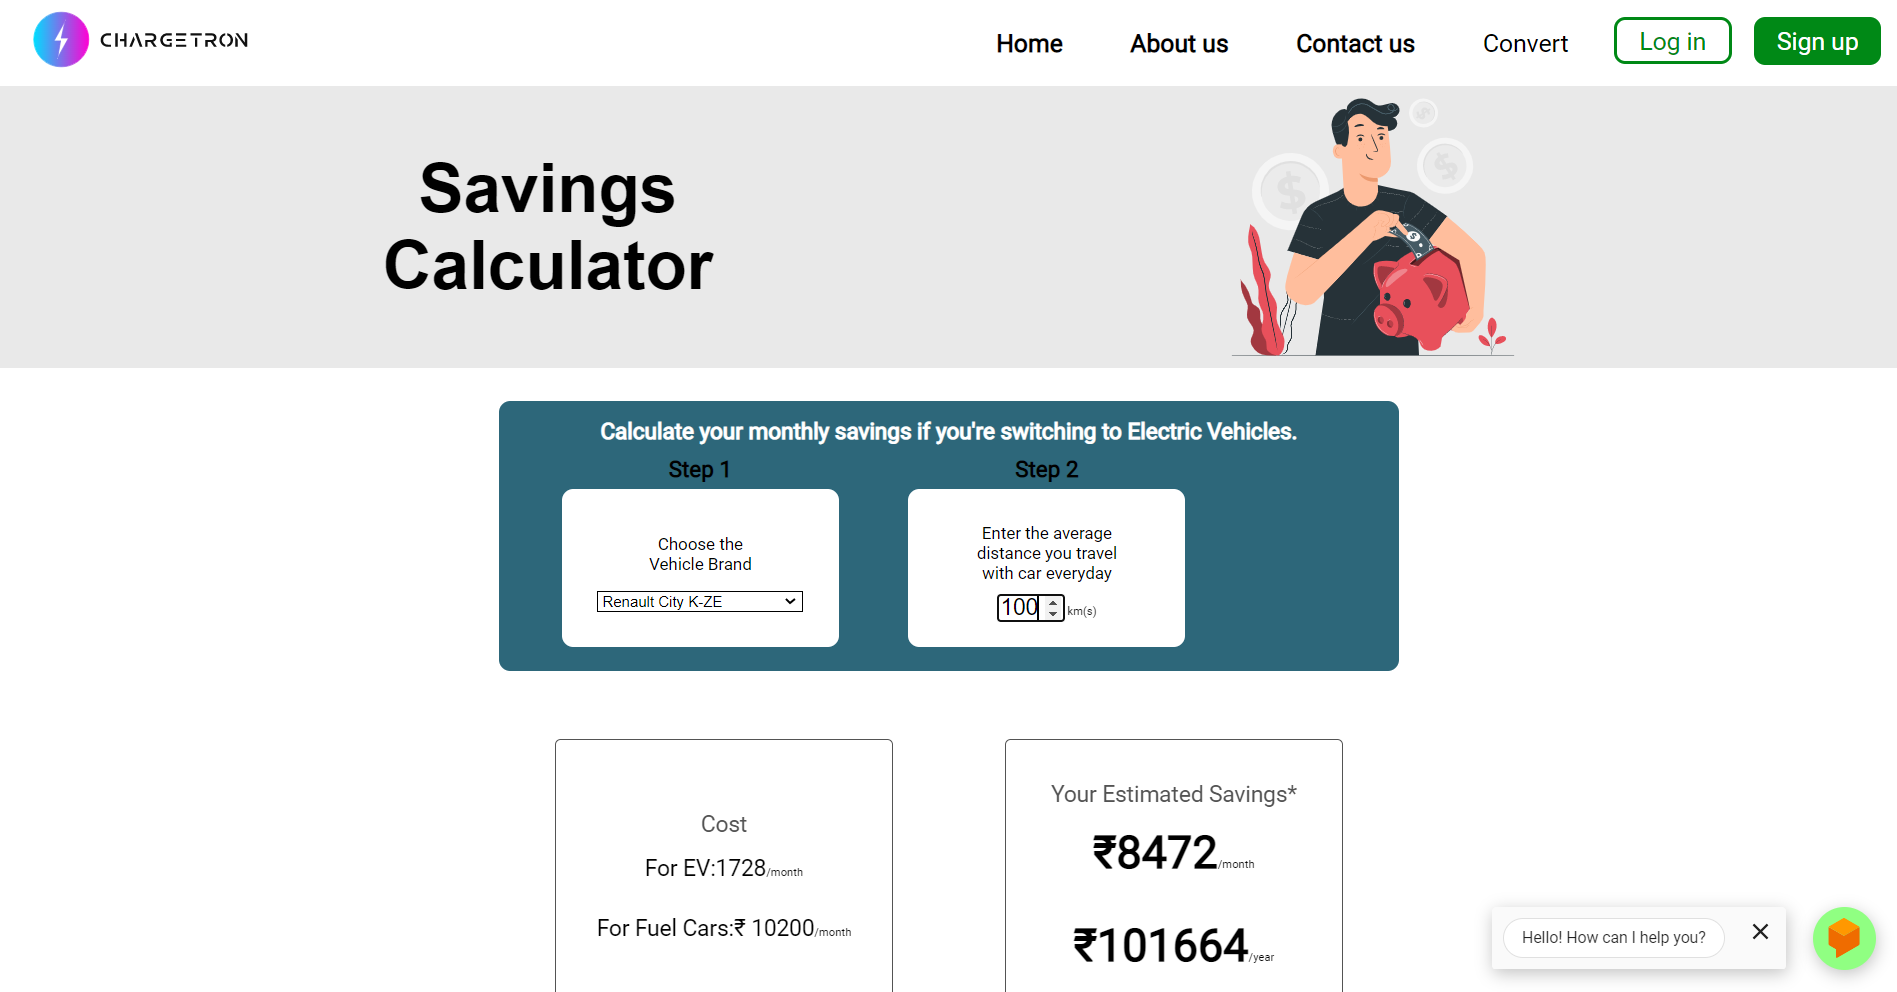 CHARGETRON
Home
About us
Contact us
Convert
Log in
Sign up
Savings
Calculator
Calculate your monthly savings if you're switching to Electric Vehicles.
Step 1
Choose the
Vehicle Brand
Renault City K-ZE
Step 2
Enter the average
distance you travel
with car everyday
100 km(s)
Cost
For EV:1728/month
For Fuel Cars:₹ 10200/month
Your Estimated Savings*
₹8472/month
₹101664/year
Hello! How can I help you?